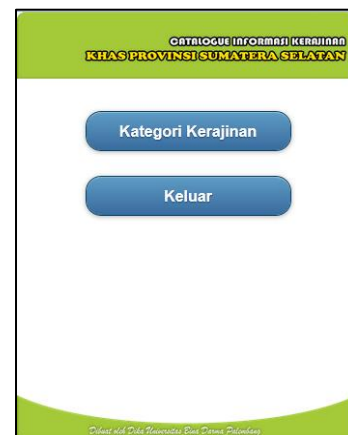 CATALOGUE INFORMASI KERAJINAN
KHAS PROVINSI SUMATERA SELATAN
Kategori Kerajinan
Keluar
Dibuat oleh Dika Universitas Bina Darma Palembang